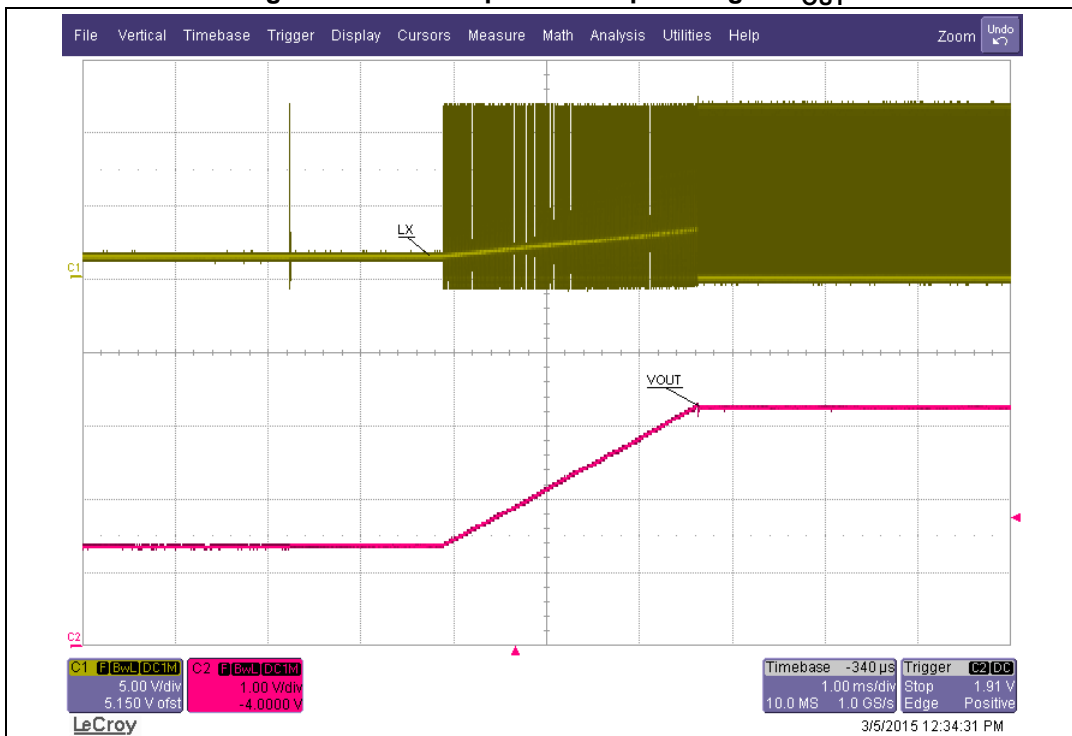 File Vertical Timebase Trigger Display Cursors Measure Math Analysis Utilities Help Zoom Undo
LX
C1
VOUT
C2
C1 F BwL DC1M
5.00 V/div
5.150 V ofst
C2 F BwL DC1M
1.00 V/div
-4.0000 V
Timebase -340 µs
1.00 ms/div
10.0 MS 1.0 GS/s
Trigger C2 DC
Stop 1.91 V
Edge Positive
LeCroy
3/5/2015 12:34:31 PM